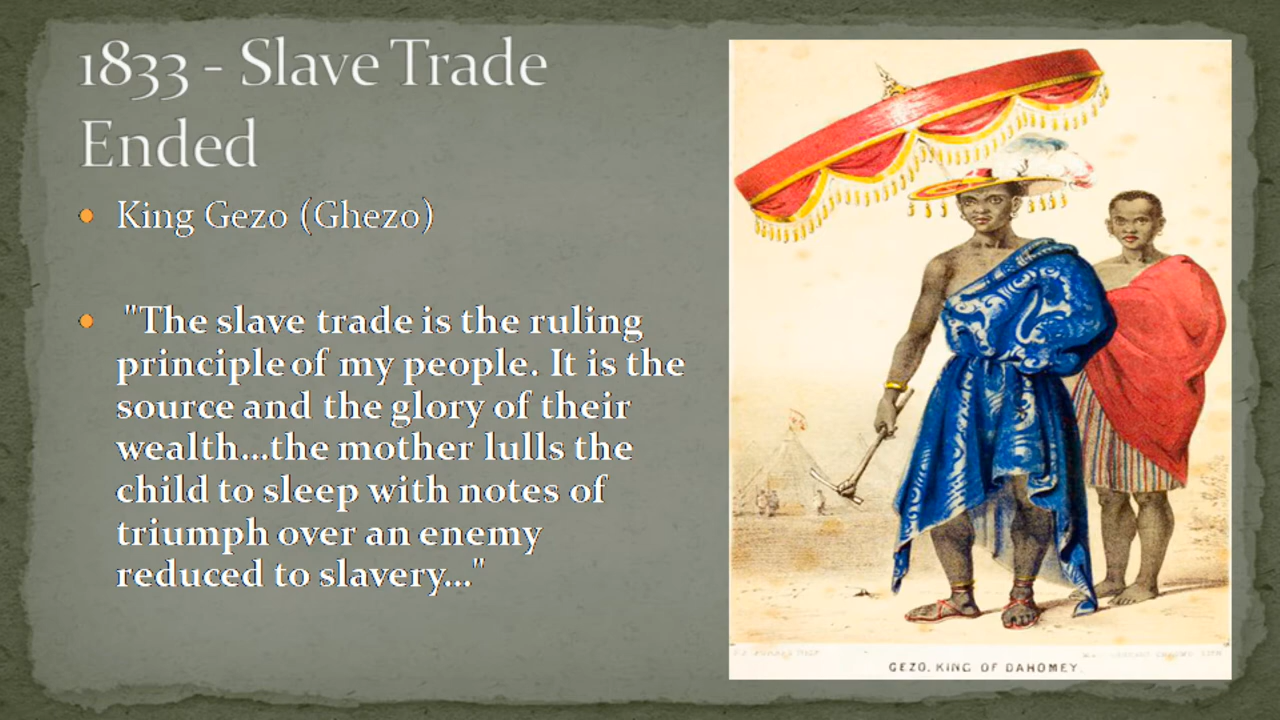 1833 - Slave Trade
Ended
King Gezo (Ghezo)
"The slave trade is the ruling
principle of my people. It is the
source and the glory of their
wealth...the mother lulls the
child to sleep with notes of
triumph over an enemy
reduced to slavery..."
GEZO, KING OF DAHOMEY.